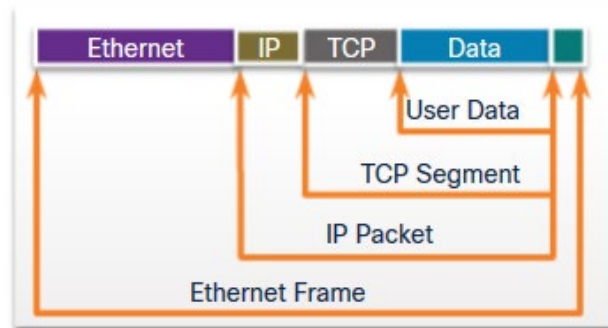 Ethernet IP TCP Data
User Data
TCP Segment
IP Packet
Ethernet Frame